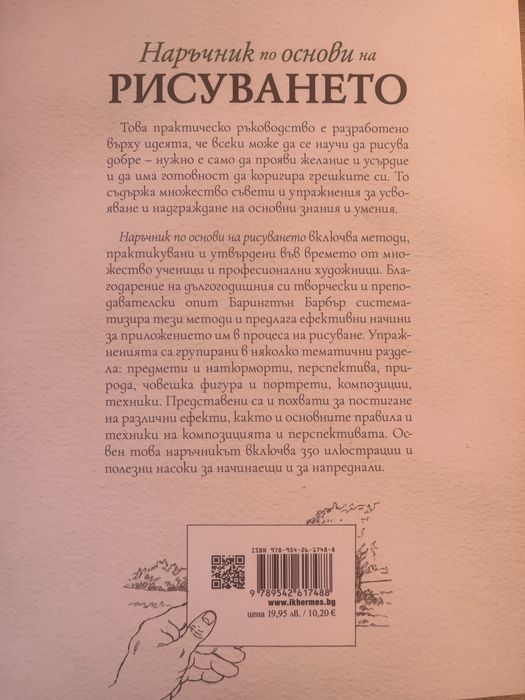 Наръчник по основи на
РИСУВАНЕТО
Това практическо ръководство е разработено
върху идеята, че всеки може да се научи да рисува
добре – нужно е само да прояви желание и усърдие
и да има готовност да коригира грешките си. То
съдържа множество съвети и упражнения за усво-
яване и надграждане на основни знания и умения.
Наръчник по основи на рисуването включва методи,
практикувани и утвърдени във времето от мно-
жество ученици и професионални художници. Бла-
годарение на дългогодишния си творчески и препо-
давателски опит Барингтън Барбър система-
тизира тези методи и предлага ефективни начини
за приложението им в процеса на рисуване. Упраж-
ненията са групирани в няколко тематични разде-
ла: предмети и натюрморти, перспектива, при-
рода, човешка фигура и портрети, композиции,
техники. Представени са и похвати за постигане
на различни ефекти, както и основните правила и
техники на композицията и перспективата. Ос-
вен това наръчникът включва 350 илюстрации и
полезни насоки за начинаещи и за напреднали.
ISBN 978-954-26-1748-8
9 789542 617488
www.ikhermes.bg
цена 19,95 лв. / 10,20 €